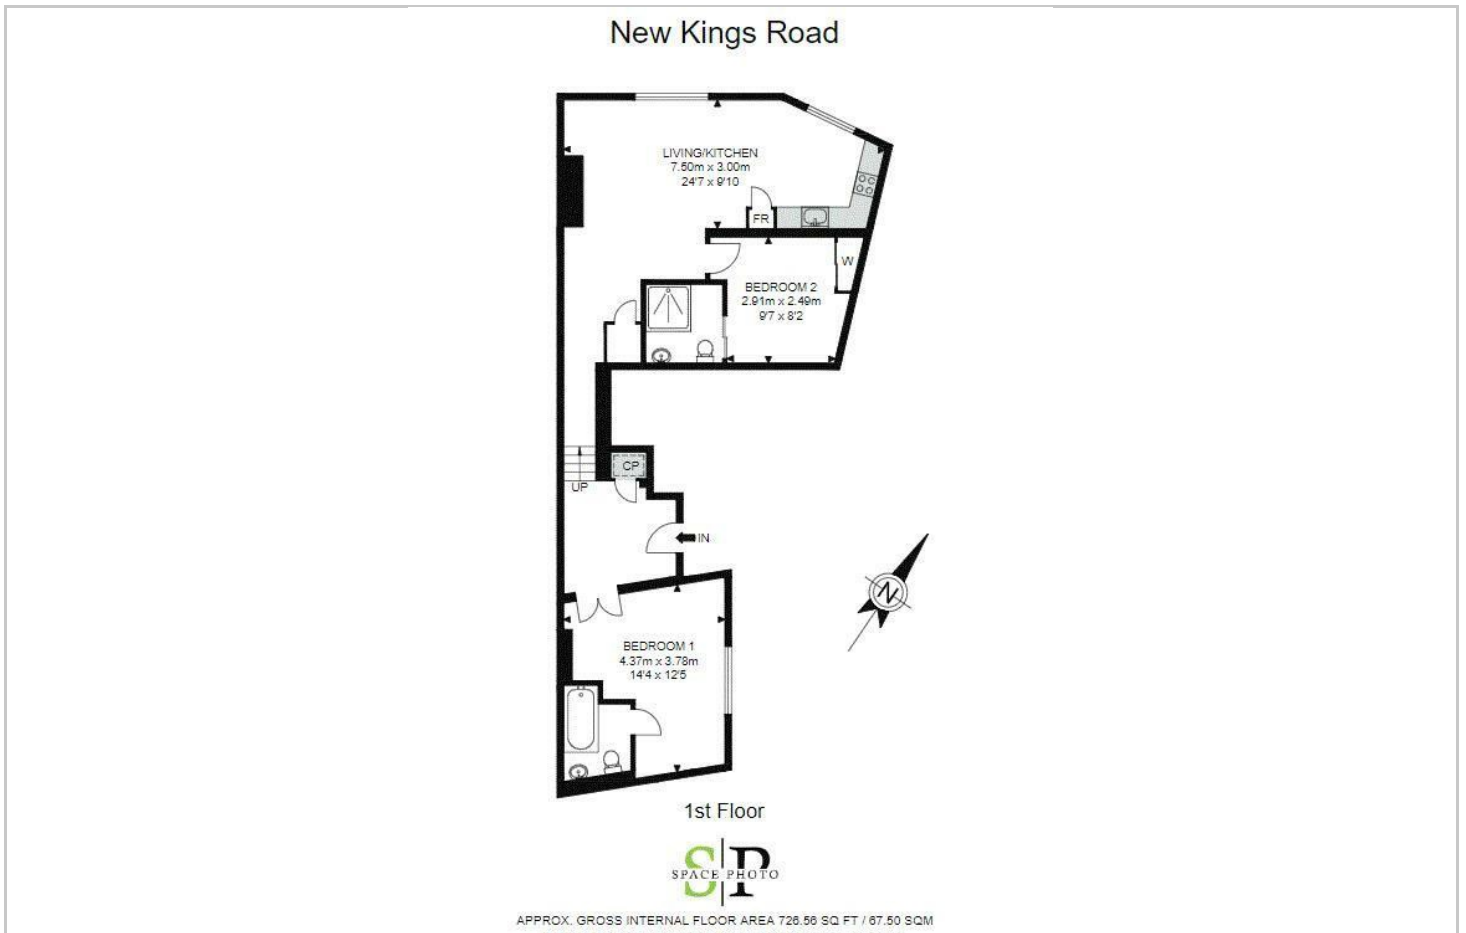 New Kings Road
LIVING/KITCHEN
7.50m x 3.00m
24'7 x 9'10
FR
W
BEDROOM 2
2.91m x 2.49m
9'7 x 8'2
CP
UP
IN
N
BEDROOM 1
4.37m x 3.78m
14'4 x 12'5
1st Floor
SP
SPACE PHOTO
APPROX. GROSS INTERNAL FLOOR AREA 726.56 SQ FT / 67.50 SQM